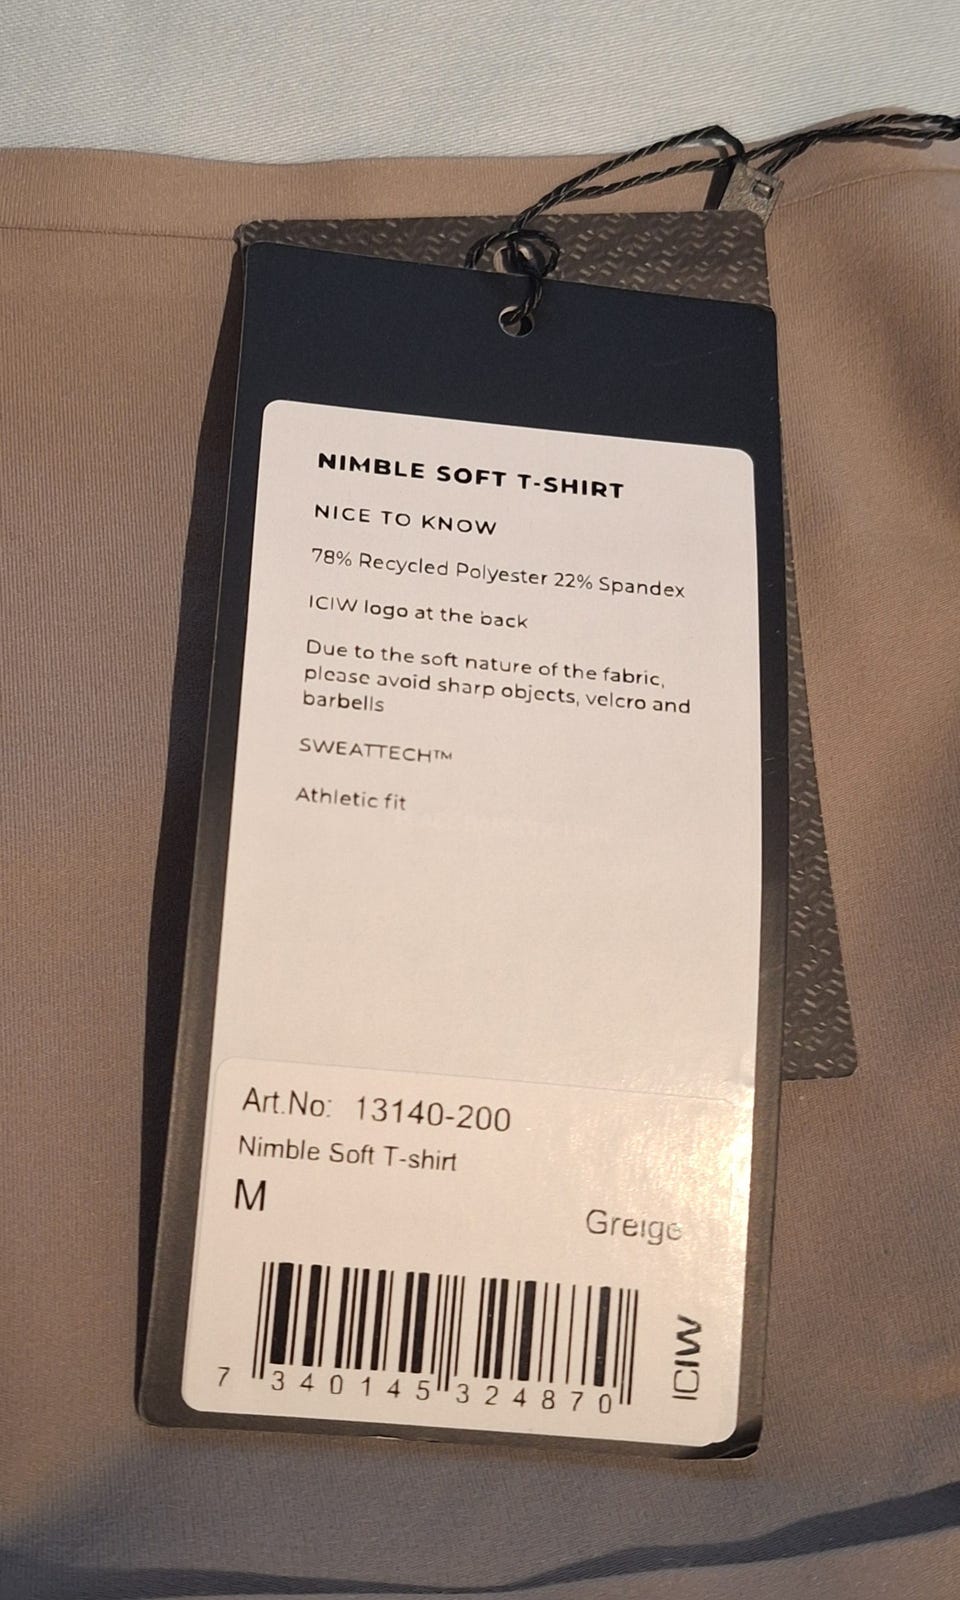 NIMBLE SOFT T-SHIRT
NICE TO KNOW
78% Recycled Polyester 22% Spandex
ICIW logo at the back
Due to the soft nature of the fabric,
please avoid sharp objects, velcro and
barbells
SWEATTECH™
Athletic fit
Art.No: 13140-200
Nimble Soft T-shirt
M
Greige
7 340145 324870
ICIW